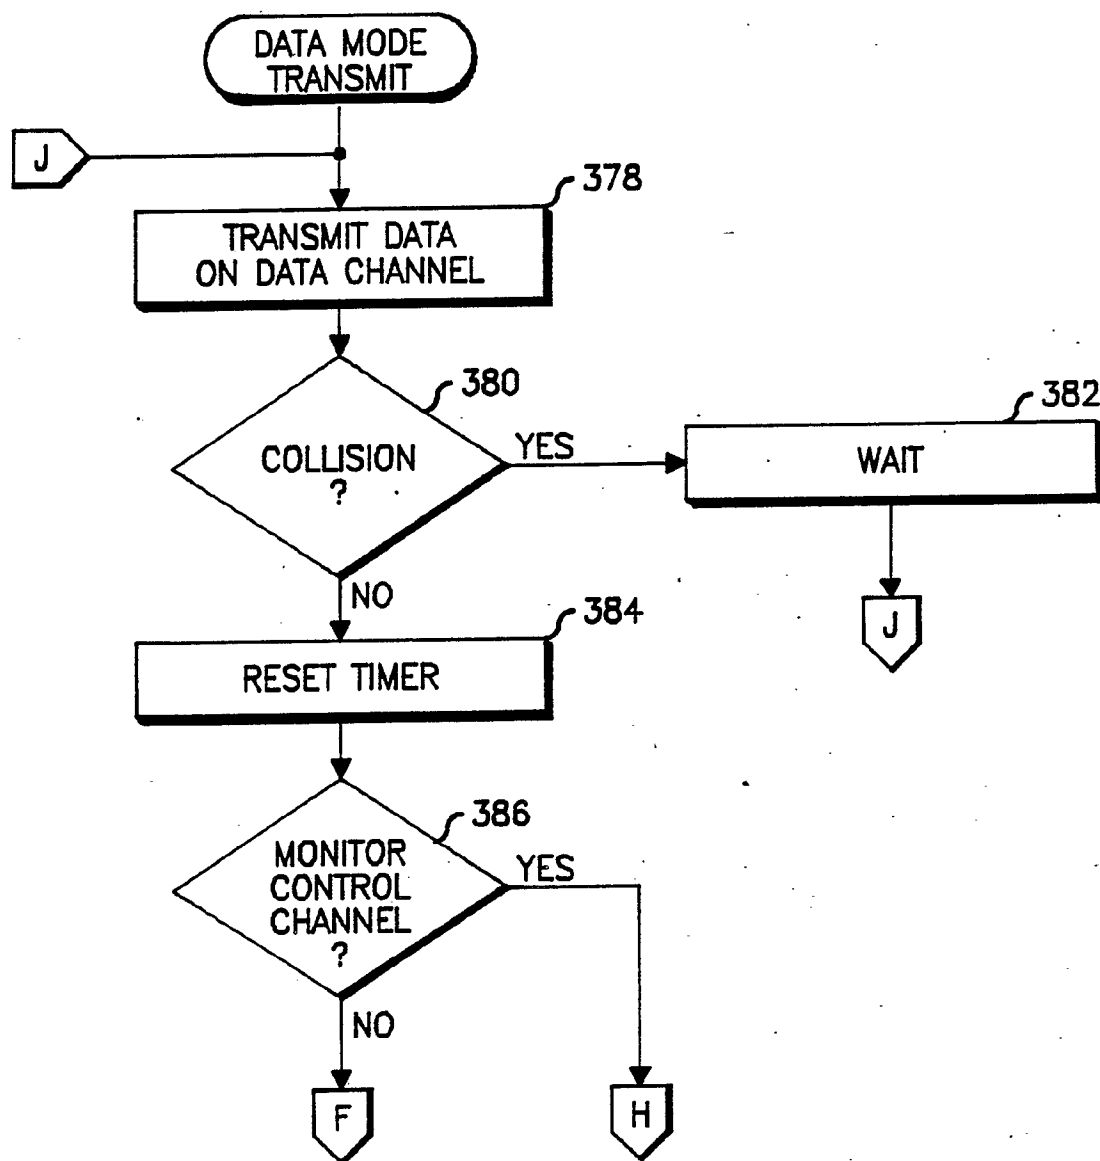 DATA MODE
TRANSMIT
J
378
TRANSMIT DATA
ON DATA CHANNEL
380
COLLISION
?
YES
382
WAIT
NO
J
384
RESET TIMER
386
MONITOR
CONTROL
CHANNEL
?
YES
NO
F
H